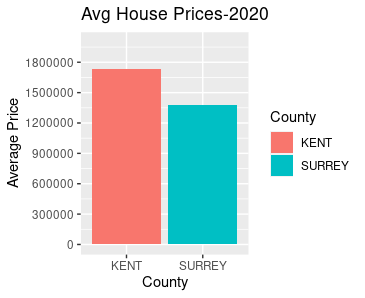 Avg House Prices-2020
Average Price
1800000
1500000
1200000
900000
600000
300000
0
KENT
SURREY
County
County
KENT
SURREY